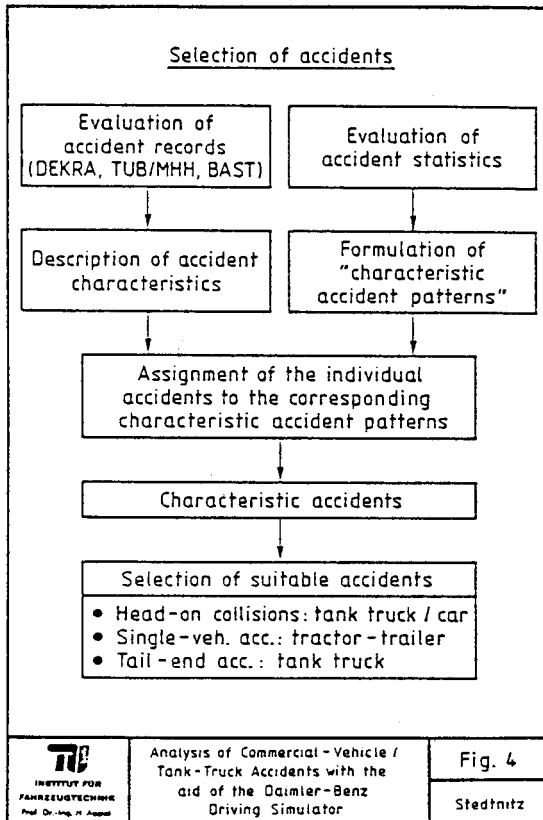 Selection of accidents
Evaluation of
accident records
(DEKRA, TUB/MHH, BAST)
Evaluation of
accident statistics
Description of accident
characteristics
Formulation of
"characteristic
accident patterns"
Assignment of the individual
accidents to the corresponding
characteristic accident patterns
Characteristic accidents
Selection of suitable accidents
• Head-on collisions: tank truck / car
• Single-veh. acc.: tractor-trailer
• Tail-end acc.: tank truck
INSTITUT FÜR
FAHRZEUGTECHNIK
Prof. Dr.-Ing. H. Appel
Analysis of Commercial-Vehicle /
Tank-Truck Accidents with the
aid of the Daimler-Benz
Driving Simulator
Fig. 4
Stedtnitz